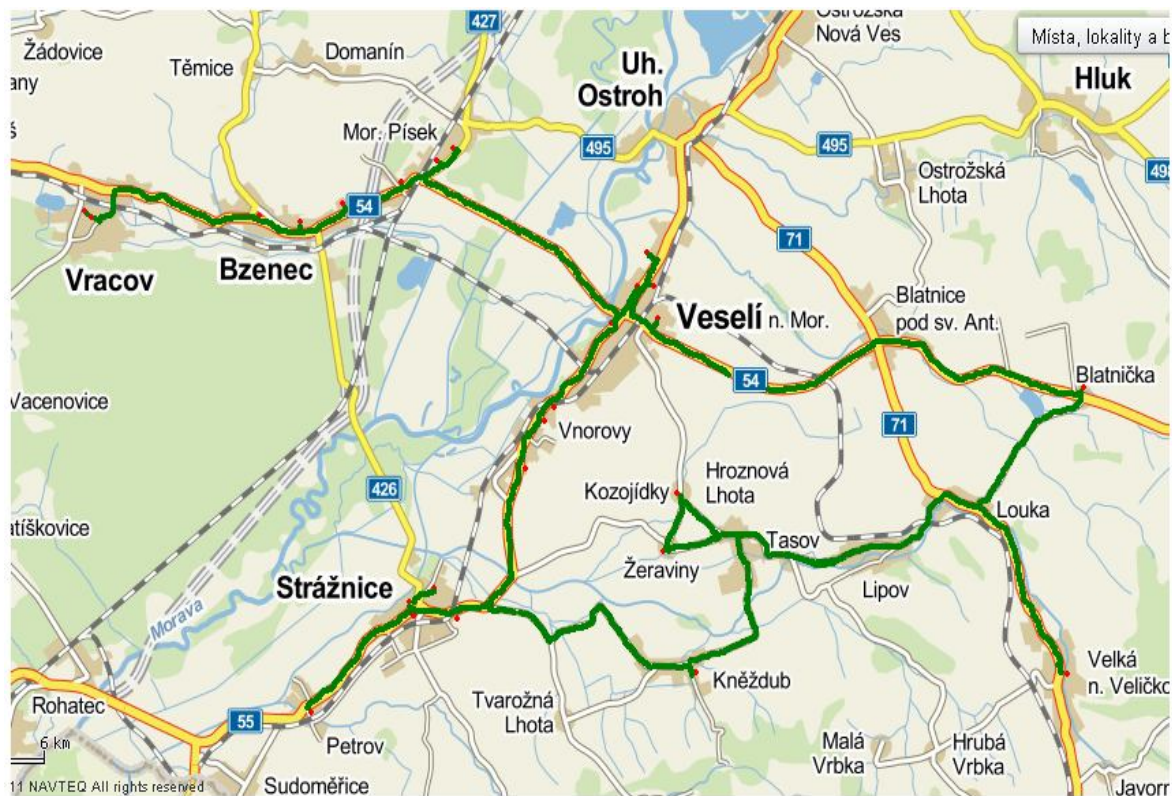 427
Ostrožská
Nová Ves
Místa, lokality a b
Žádovice
any
Domanín
Těmice
Uh.
Ostroh
Hluk
š
Mor. Písek
495
495
Ostrožská
Lhota
498
54
71
Vracov
Bzenec
Veselí n. Mor.
Blatnice
pod sv. Ant.
54
Blatnička
Vacenovice
Vnorovy
71
426
Kozojídky
Hroznová
Lhota
Louka
atíškovice
Tasov
Žeraviny
Lipov
Strážnice
Morava
Kněždub
Velká
n. Veličko
Rohatec
Tvarožná
Lhota
55
6 km
Petrov
Malá
Vrbka
Hrubá
Vrbka
11 NAVTEQ All rights reserved
Sudoměřice
Javorn